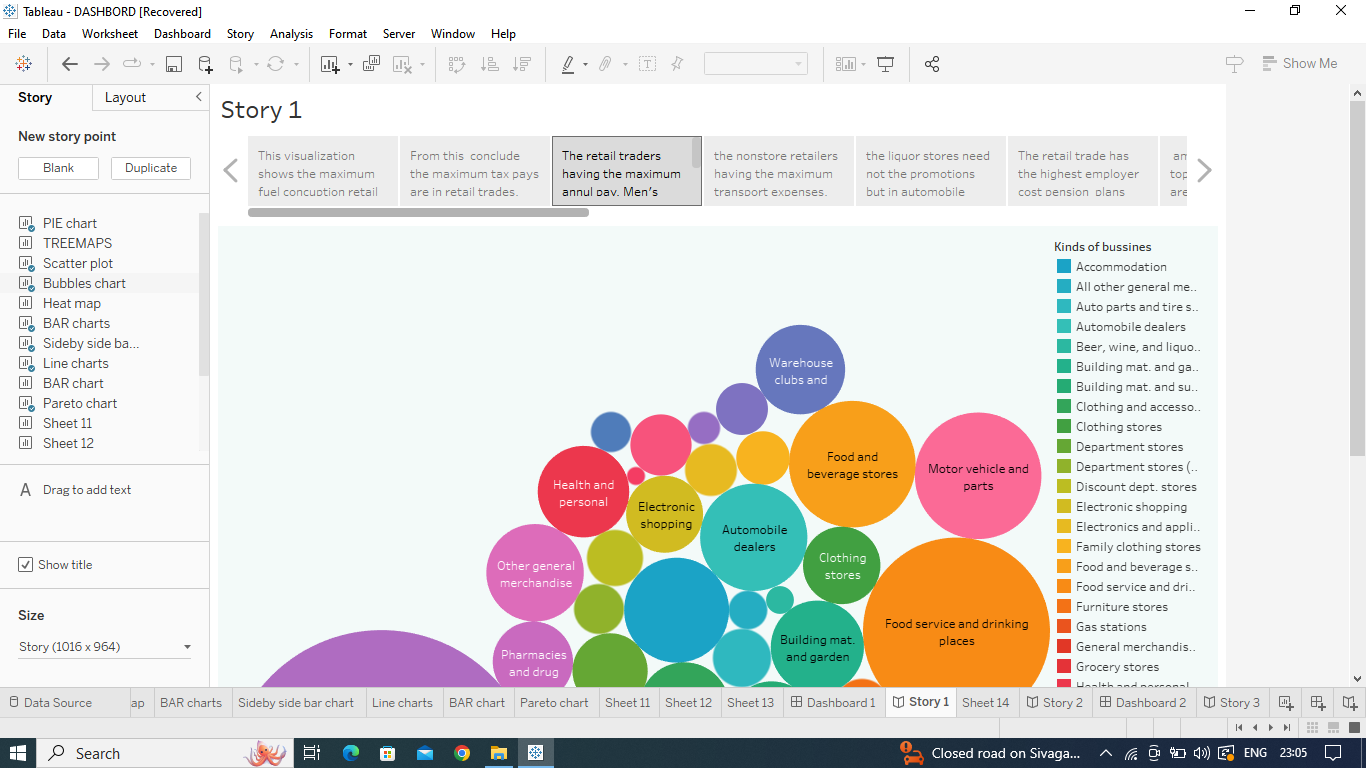 Tableau - DASHBORD [Recovered]
File Data Worksheet Dashboard Story Analysis Format Server Window Help
Show Me
Story Layout
New story point
Blank Duplicate
PIE chart
TREEMAPS
Scatter plot
Bubbles chart
Heat map
BAR charts
Sideby side ba...
Line charts
BAR chart
Pareto chart
Sheet 11
Sheet 12
A Drag to add text
Show title
Size
Story (1016 x 964)
Story 1
This visualization
shows the maximum
fuel concuption retail
From this conclude
the maximum tax pays
are in retail trades.
The retail traders
having the maximum
annul pay. Men's
the nonstore retailers
having the maximum
transport expenses.
the liquor stores need
not the promotions
but in automobile
The retail trade has
the highest employer
cost pension plans
am
top
are
Warehouse
clubs and
Food and
beverage stores
Motor vehicle and
parts
Health and
personal
Electronic
shopping
Automobile
dealers
Clothing
stores
Other general
merchandise
Food service and drinking
places
Building mat.
and garden
Pharmacies
and drug
Kinds of bussines
Accommodation
All other general me..
Auto parts and tire s..
Automobile dealers
Beer, wine, and liquo..
Building mat. and ga..
Building mat. and su..
Clothing and accesso..
Clothing stores
Department stores
Department stores (..
Discount dept. stores
Electronic shopping
Electronics and appli..
Family clothing stores
Food and beverage s..
Food service and dri..
Furniture stores
Gas stations
General merchandis..
Grocery stores
Health and personal
Data Source ap BAR charts Sideby side bar chart Line charts BAR chart Pareto chart Sheet 11 Sheet 12 Sheet 13 Dashboard 1 Story 1 Sheet 14 Story 2 Dashboard 2 Story 3
Search Closed road on Sivaga... ENG 23:05